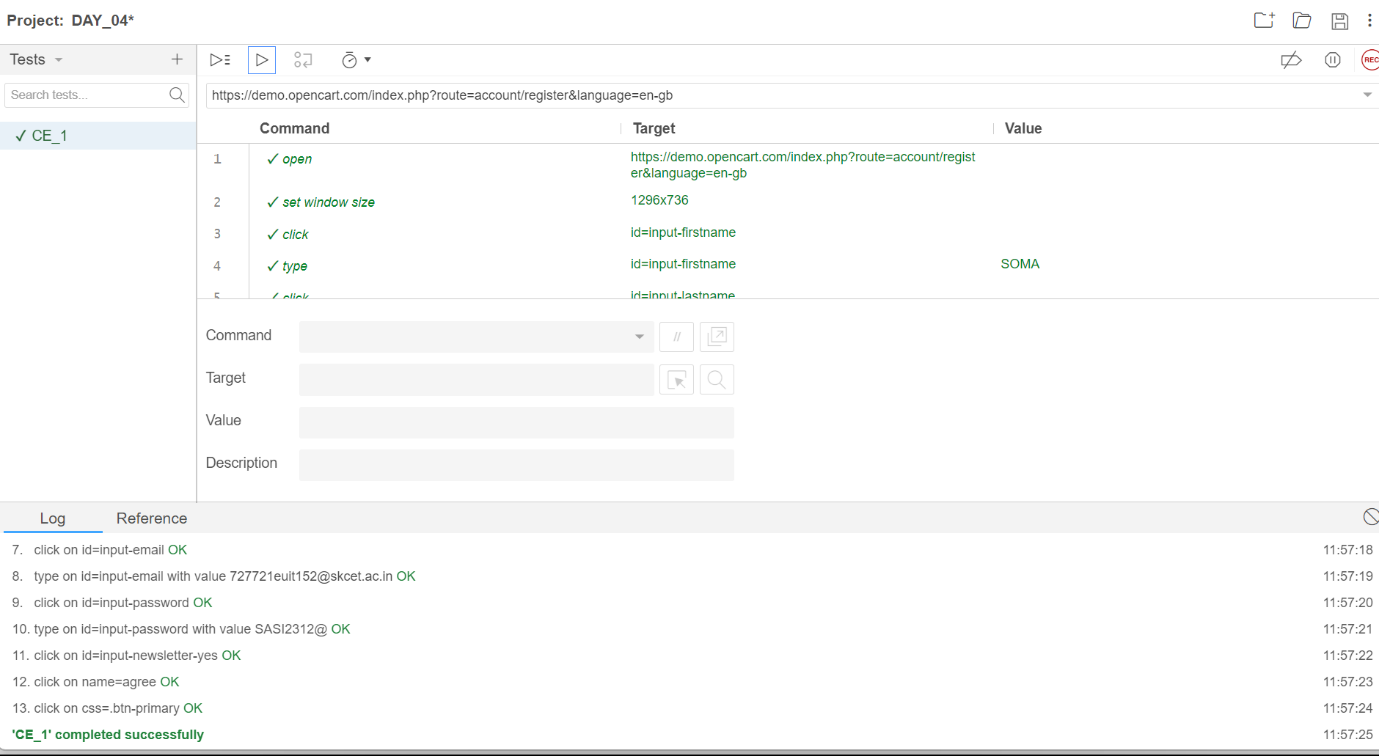 Project: DAY_04*
Tests
Search tests...
CE_1
REC
https://demo.opencart.com/index.php?route=account/register&language=en-gb
Command Target Value
1 ✓ open https://demo.opencart.com/index.php?route=account/regist
er&language=en-gb
2 ✓ set window size 1296x736
3 ✓ click id=input-firstname
4 ✓ type id=input-firstname SOMA
5 ✓ click id=input-lastname
Command
//
Target
Value
Description
Log Reference
7. click on id=input-email OK 11:57:18
8. type on id=input-email with value 727721euit152@skcet.ac.in OK 11:57:19
9. click on id=input-password OK 11:57:20
10. type on id=input-password with value SASI2312@ OK 11:57:21
11. click on id=input-newsletter-yes OK 11:57:22
12. click on name=agree OK 11:57:23
13. click on css=.btn-primary OK 11:57:24
'CE_1' completed successfully 11:57:25